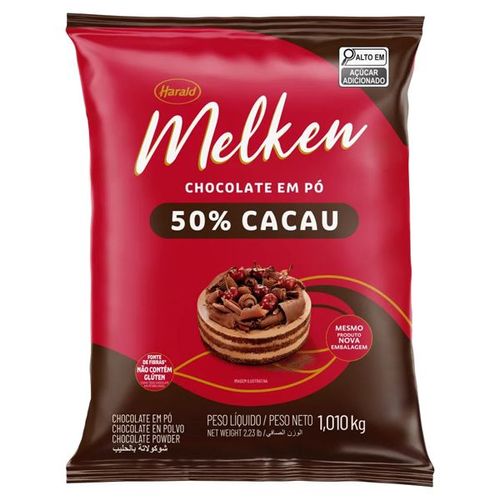 ALTO EM
AÇÚCAR
ADICIONADO
Harald
Melken
CHOCOLATE EM PÓ
50% CACAU
MESMO
PRODUTO
NOVA
EMBALAGEM
FONTE
DE FIBRAS*
NÃO CONTÉM
GLÚTEN
IMAGEM ILUSTRATIVA
CHOCOLATE EM PÓ
CHOCOLATE EN POLVO
CHOCOLATE POWDER
شوكولاتة بالحليب
PESO LÍQUIDO / PESO NETO 1,010kg
NET WEIGHT 2,23 lb / الوزن الصافي